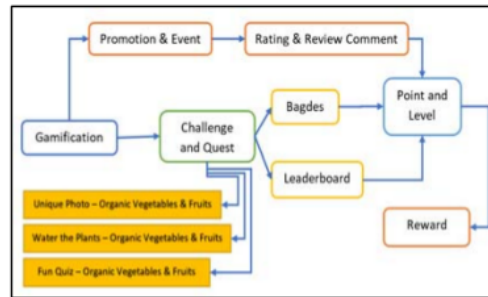 Promotion & Event
Rating & Review Comment
Gamification
Challenge
and Quest
Bagdes
Leaderboard
Point and
Level
Reward
Unique Photo – Organic Vegetables & Fruits
Water the Plants – Organic Vegetables & Fruits
Fun Quiz – Organic Vegetables & Fruits